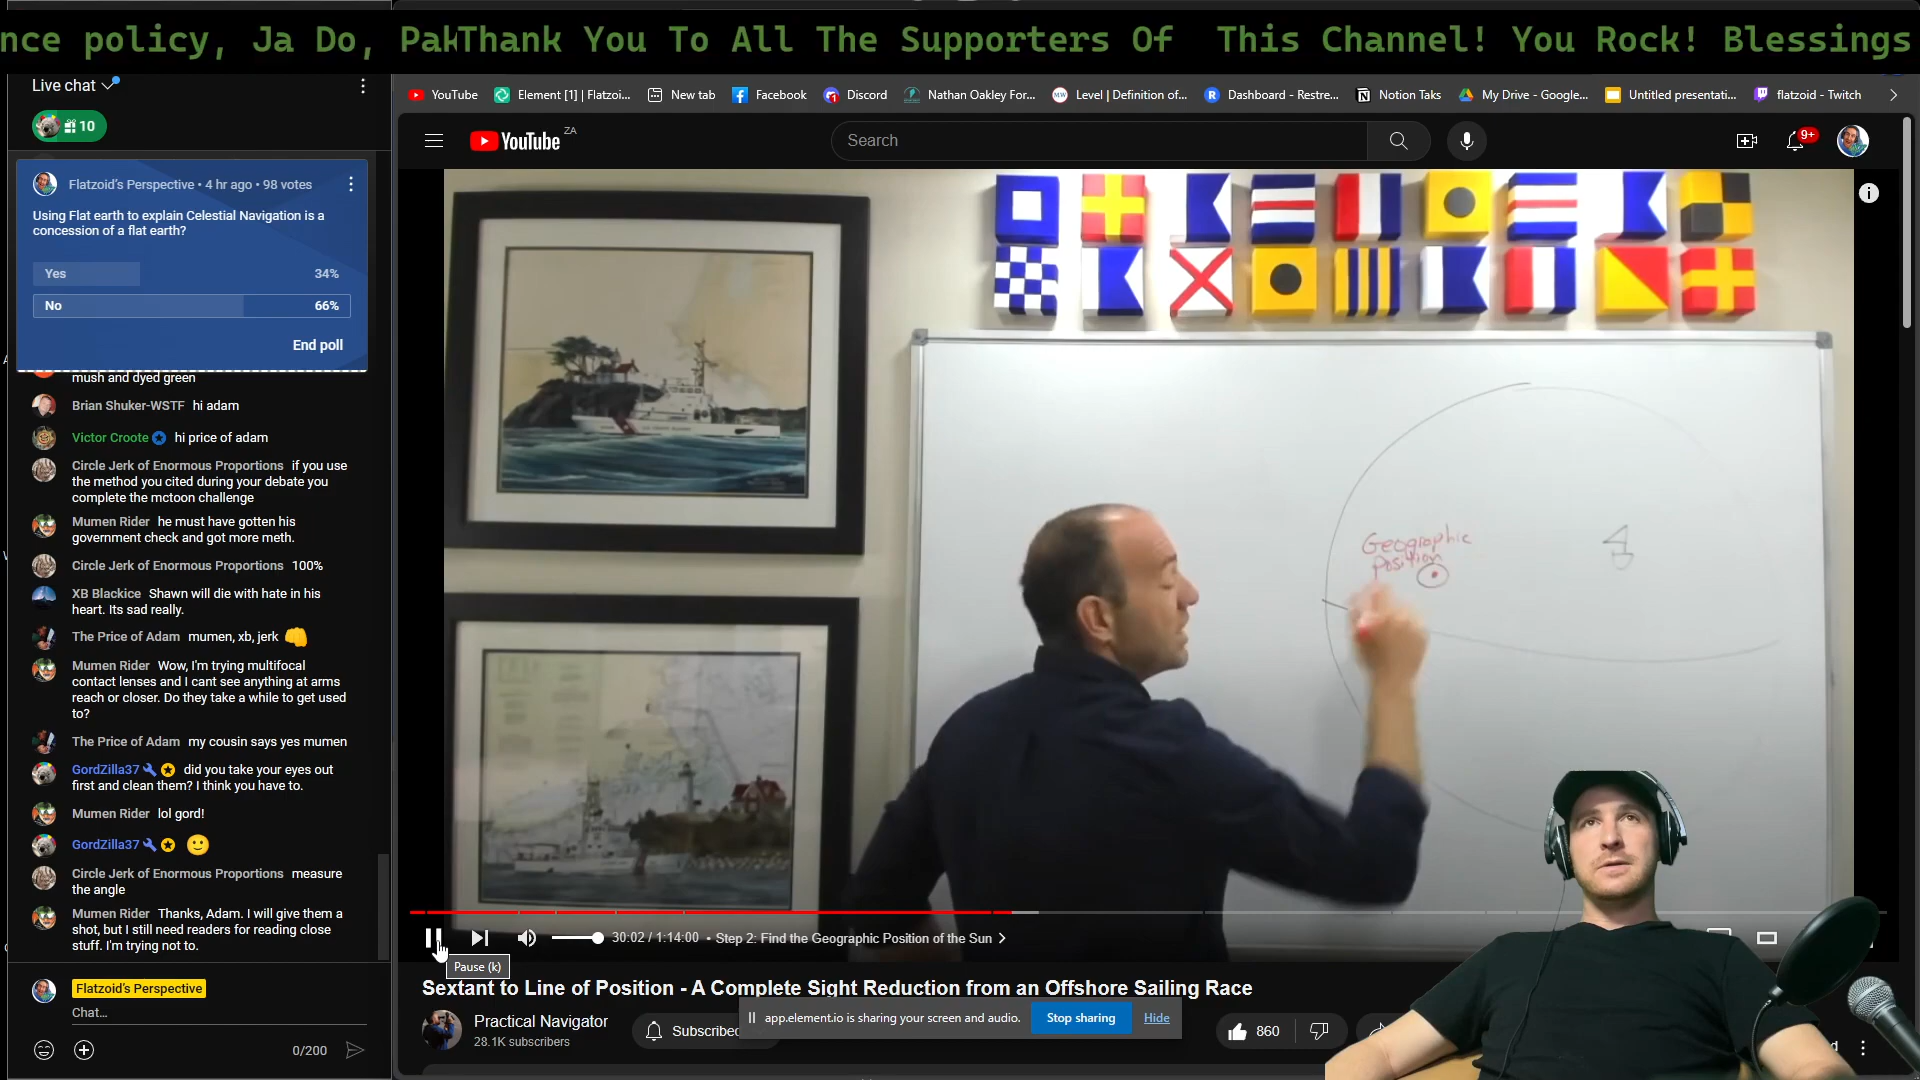 nce policy, Ja Do, Pak Thank You To All The Supporters Of This Channel! You Rock! Blessings
Live chat
10
Flatzoid's Perspective • 4 hr ago • 98 votes
Using Flat earth to explain Celestial Navigation is a
concession of a flat earth?
Yes 34%
No 66%
End poll
mush and dyed green
Brian Shuker-WSTF hi adam
Victor Croote hi price of adam
Circle Jerk of Enormous Proportions if you use
the method you cited during your debate you
complete the mctoon challenge
Mumen Rider he must have gotten his
government check and got more meth.
Circle Jerk of Enormous Proportions 100%
XB Blackice Shawn will die with hate in his
heart. Its sad really.
The Price of Adam mumen, xb, jerk
Mumen Rider Wow, I'm trying multifocal
contact lenses and I cant see anything at arms
reach or closer. Do they take a while to get used
to?
The Price of Adam my cousin says yes mumen
GordZilla37 did you take your eyes out
first and clean them? I think you have to.
Mumen Rider lol gord!
GordZilla37
Circle Jerk of Enormous Proportions measure
the angle
Mumen Rider Thanks, Adam. I will give them a
shot, but I still need readers for reading close
stuff. I'm trying not to.
Flatzoid's Perspective
Chat...
0/200
YouTube
Element [1] | Flatzoi...
New tab
Facebook
Discord
Nathan Oakley For...
Level | Definition of...
Dashboard - Restre...
Notion Taks
My Drive - Google...
Untitled presentati...
flatzoid - Twitch
YouTube ZA
Search
9+
Geographic
Position
30:02 / 1:14:00 • Step 2: Find the Geographic Position of the Sun
Pause (k)
Sextant to Line of Position - A Complete Sight Reduction from an Offshore Sailing Race
Practical Navigator
28.1K subscribers
Subscribed
app.element.io is sharing your screen and audio.
Stop sharing
Hide
860